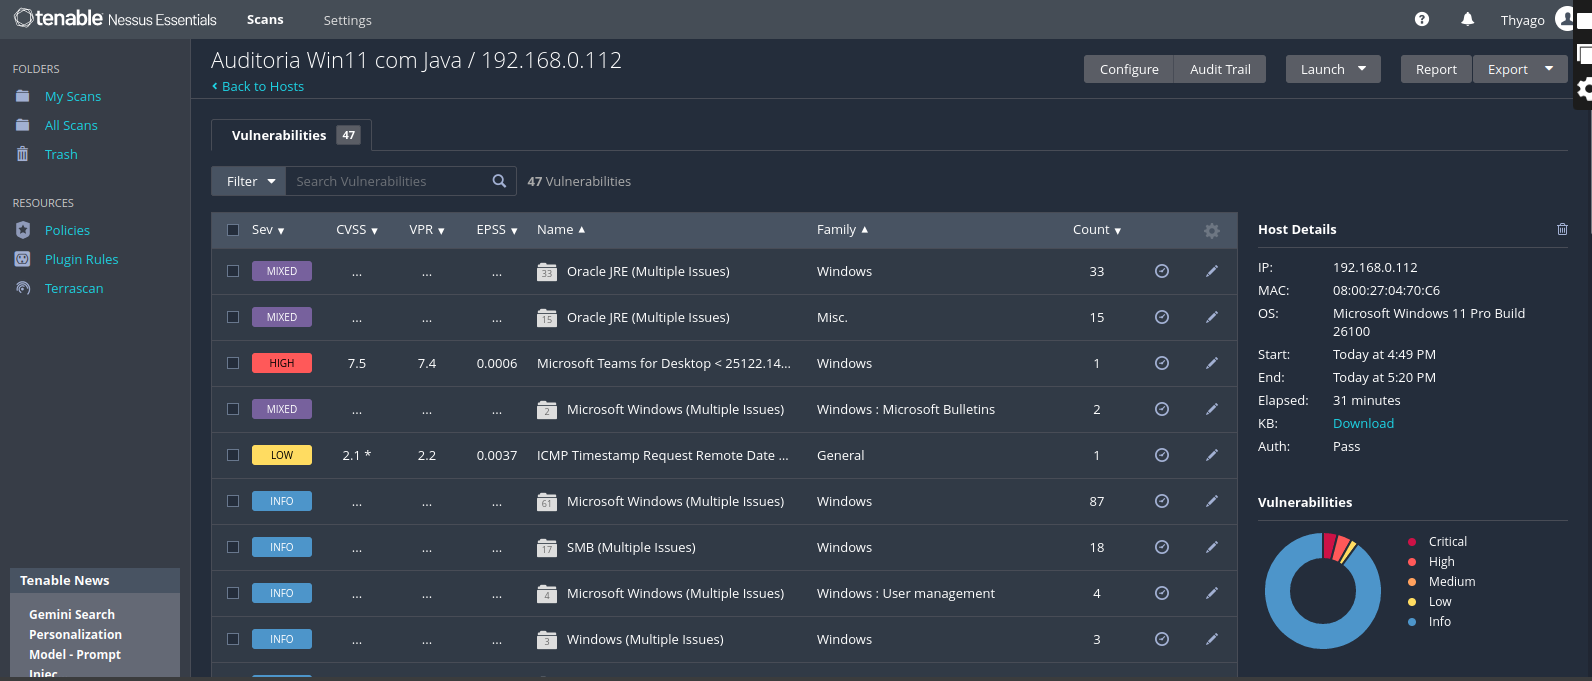 tenable Nessus Essentials Scans Settings Thyago
FOLDERS
My Scans
All Scans
Trash
RESOURCES
Policies
Plugin Rules
Terrascan
Tenable News
Gemini Search
Personalization
Model - Prompt
Injec
Auditoria Win11 com Java / 192.168.0.112
Back to Hosts
Configure Audit Trail Launch Report Export
Vulnerabilities 47
Filter Search Vulnerabilities 47 Vulnerabilities
Sev CVSS VPR EPSS Name Family Count
MIXED ... ... ... 33 Oracle JRE (Multiple Issues) Windows 33
MIXED ... ... ... 15 Oracle JRE (Multiple Issues) Misc. 15
HIGH 7.5 7.4 0.0006 Microsoft Teams for Desktop < 25122.14... Windows 1
MIXED ... ... ... 2 Microsoft Windows (Multiple Issues) Windows : Microsoft Bulletins 2
LOW 2.1 * 2.2 0.0037 ICMP Timestamp Request Remote Date ... General 1
INFO ... ... ... 61 Microsoft Windows (Multiple Issues) Windows 87
INFO ... ... ... 17 SMB (Multiple Issues) Windows 18
INFO ... ... ... 4 Microsoft Windows (Multiple Issues) Windows : User management 4
INFO ... ... ... 3 Windows (Multiple Issues) Windows 3
Host Details
IP: 192.168.0.112
MAC: 08:00:27:04:70:C6
OS: Microsoft Windows 11 Pro Build
26100
Start: Today at 4:49 PM
End: Today at 5:20 PM
Elapsed: 31 minutes
KB: Download
Auth: Pass
Vulnerabilities
Critical
High
Medium
Low
Info